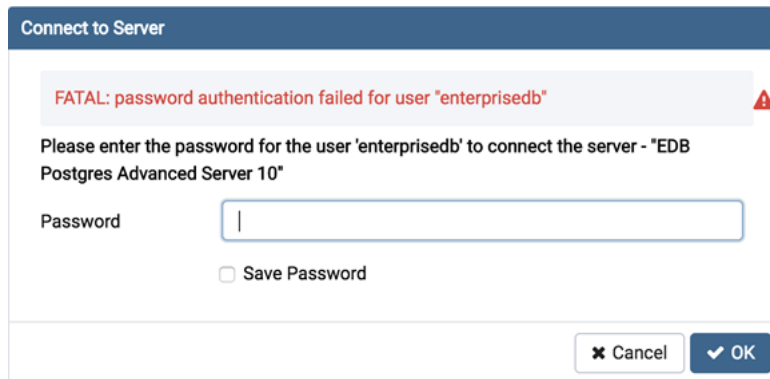 Connect to Server
FATAL: password authentication failed for user "enterprisedb"
Please enter the password for the user 'enterprisedb' to connect the server - "EDB
Postgres Advanced Server 10"
Password
Save Password
Cancel OK